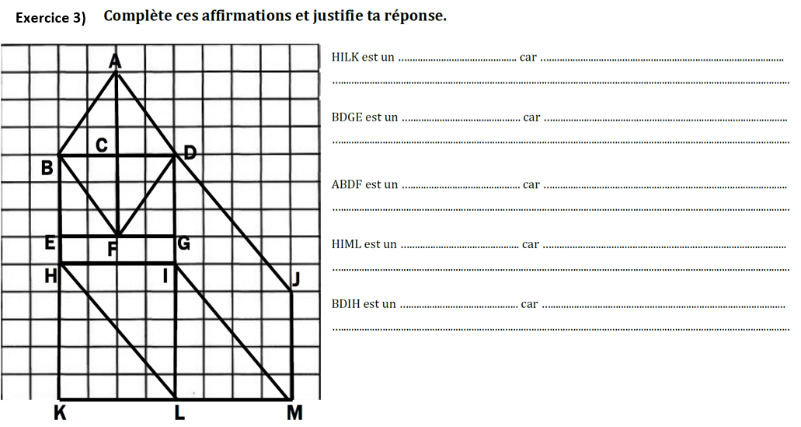 Exercice 3) Complète ces affirmations et justifie ta réponse.
A
HILK est un ............................................ car ............................................................................................
................................................................................................................................................................
C
D
B
BDGE est un ............................................ car ............................................................................................
................................................................................................................................................................
ABDF est un ............................................ car ............................................................................................
................................................................................................................................................................
E
F
G
HIML est un ............................................ car ............................................................................................
................................................................................................................................................................
H
I
J
BDIH est un ............................................ car ............................................................................................
................................................................................................................................................................
K
L
M